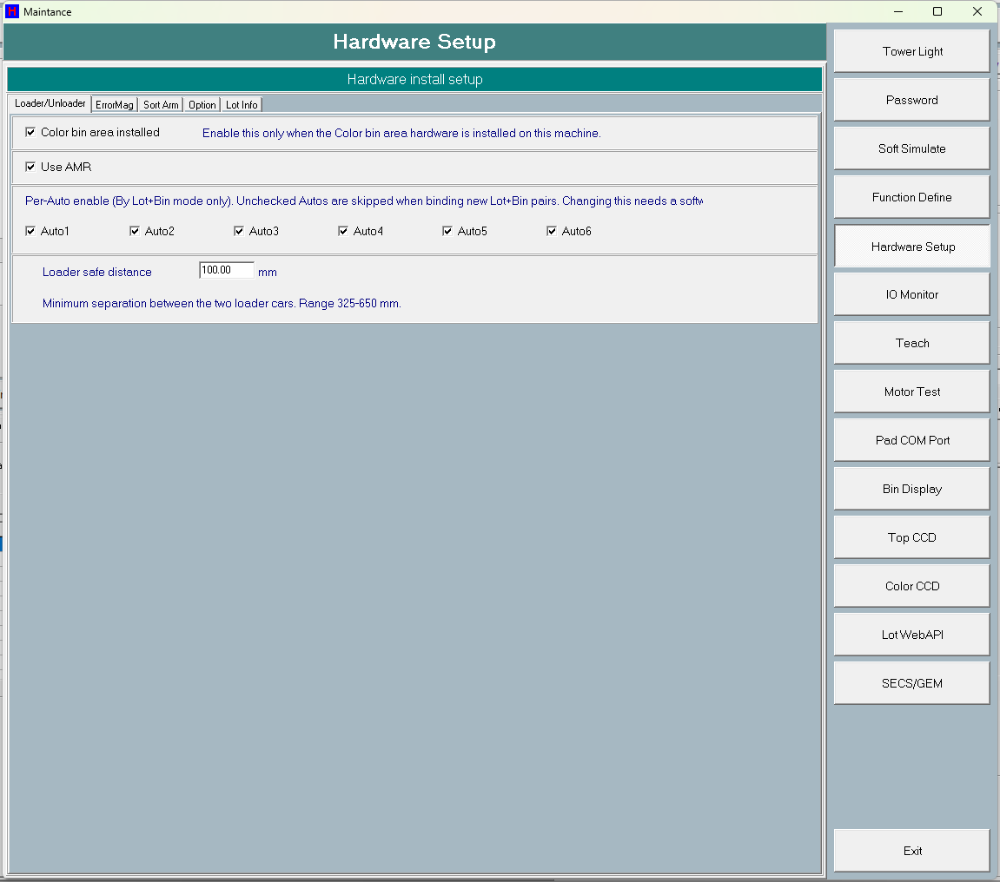 H Maintance
Hardware Setup
Hardware install setup
Loader/Unloader ErrorMag Sort Arm Option Lot Info
Color bin area installed Enable this only when the Color bin area hardware is installed on this machine.
Use AMR
Per-Auto enable (By Lot+Bin mode only). Unchecked Autos are skipped when binding new Lot+Bin pairs. Changing this needs a softw
Auto1 Auto2 Auto3 Auto4 Auto5 Auto6
Loader safe distance 100.00 mm
Minimum separation between the two loader cars. Range 325-650 mm.
Tower Light
Password
Soft Simulate
Function Define
Hardware Setup
IO Monitor
Teach
Motor Test
Pad COM Port
Bin Display
Top CCD
Color CCD
Lot WebAPI
SECS/GEM
Exit